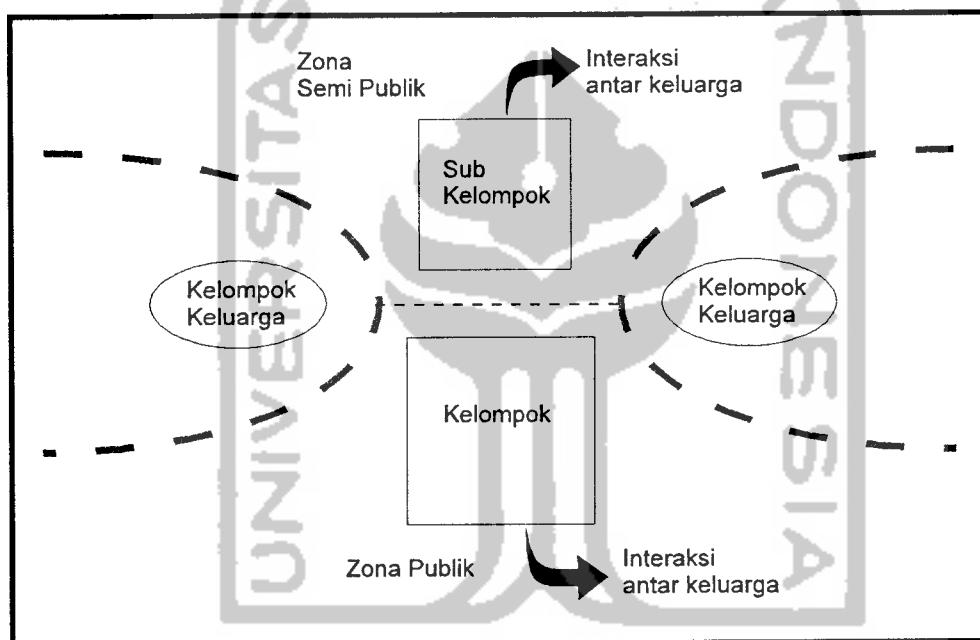 Zona
Semi Publik
Interaksi
antar keluarga
Sub
Kelompok
Kelompok
Keluarga
Kelompok
Keluarga
Kelompok
Zona Publik
Interaksi
antar keluarga
UNIVERSITAS
INDONESIA